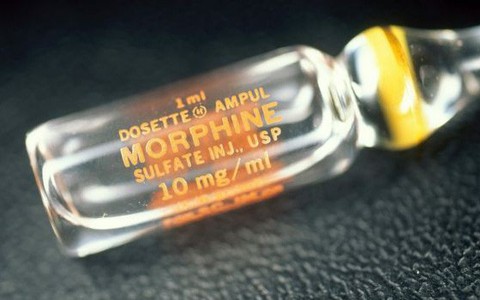 1 ml
DOSETTE Ⓗ AMPUL
MORPHINE
SULFATE INJ., USP
10 mg/ml